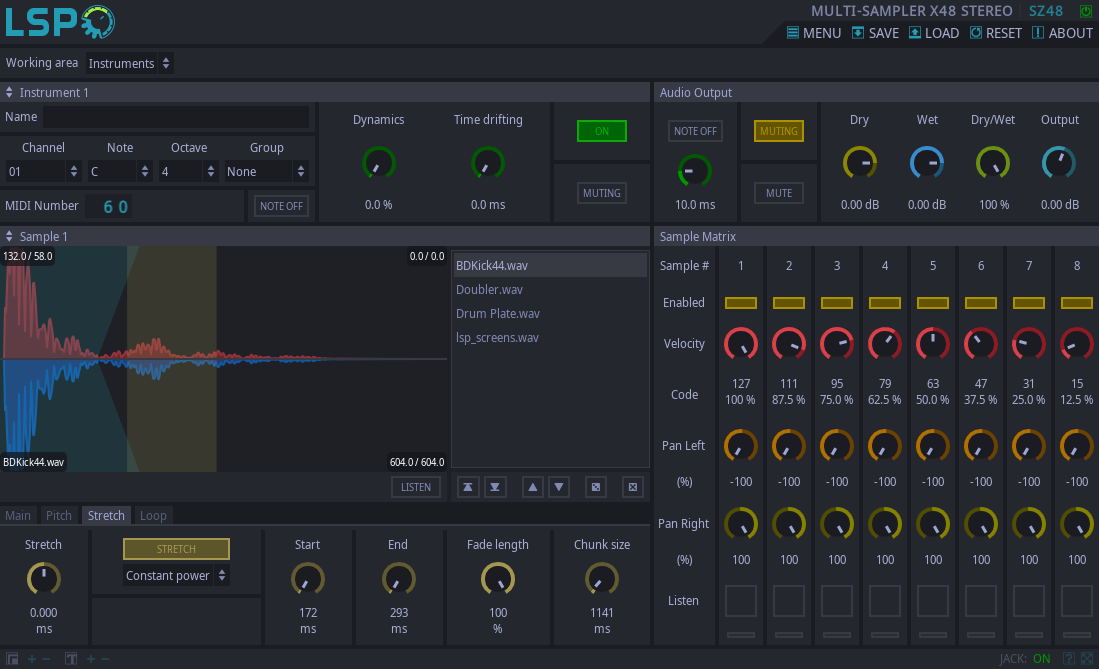 LSP MULTI-SAMPLER X48 STEREO SZ48
MENU SAVE LOAD RESET ABOUT
Working area Instruments
Instrument 1 Audio Output
Name
Channel Note Octave Group
01 C 4 None
MIDI Number 60 NOTE OFF
Dynamics Time drifting
0.0 % 0.0 ms
ON
MUTING
NOTE OFF
10.0 ms
MUTING
MUTE
Dry Wet Dry/Wet Output
0.00 dB 0.00 dB 100 % 0.00 dB
Sample 1
132.0 / 58.0 0.0 / 0.0
BDKick44.wav 604.0 / 604.0
LISTEN
BDKick44.wav
Doubler.wav
Drum Plate.wav
lsp_screens.wav
Main Pitch Stretch Loop
Stretch STRETCH Start End Fade length Chunk size
Constant power
0.000 172 293 100 1141
ms ms ms % ms
Sample Matrix
Sample # 1 2 3 4 5 6 7 8
Enabled
Velocity
127 111 95 79 63 47 31 15
Code
100 % 87.5 % 75.0 % 62.5 % 50.0 % 37.5 % 25.0 % 12.5 %
Pan Left
(%) -100 -100 -100 -100 -100 -100 -100 -100
Pan Right
(%) 100 100 100 100 100 100 100 100
Listen
JACK: ON